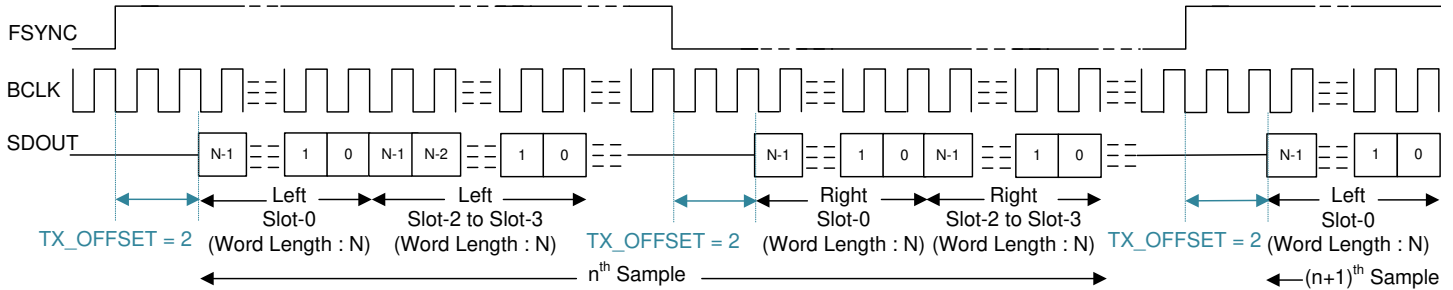 FSYNC
BCLK
SDOUT
N-1 1 0 N-1 N-2 1 0 N-1 1 0 N-1 1 0 N-1 1 0
TX_OFFSET = 2
Left
Slot-0
(Word Length : N)
Left
Slot-2 to Slot-3
(Word Length : N)
TX_OFFSET = 2
Right
Slot-0
(Word Length : N)
Right
Slot-2 to Slot-3
(Word Length : N)
TX_OFFSET = 2
Left
Slot-0
(Word Length : N)
nth Sample
(n+1)th Sample